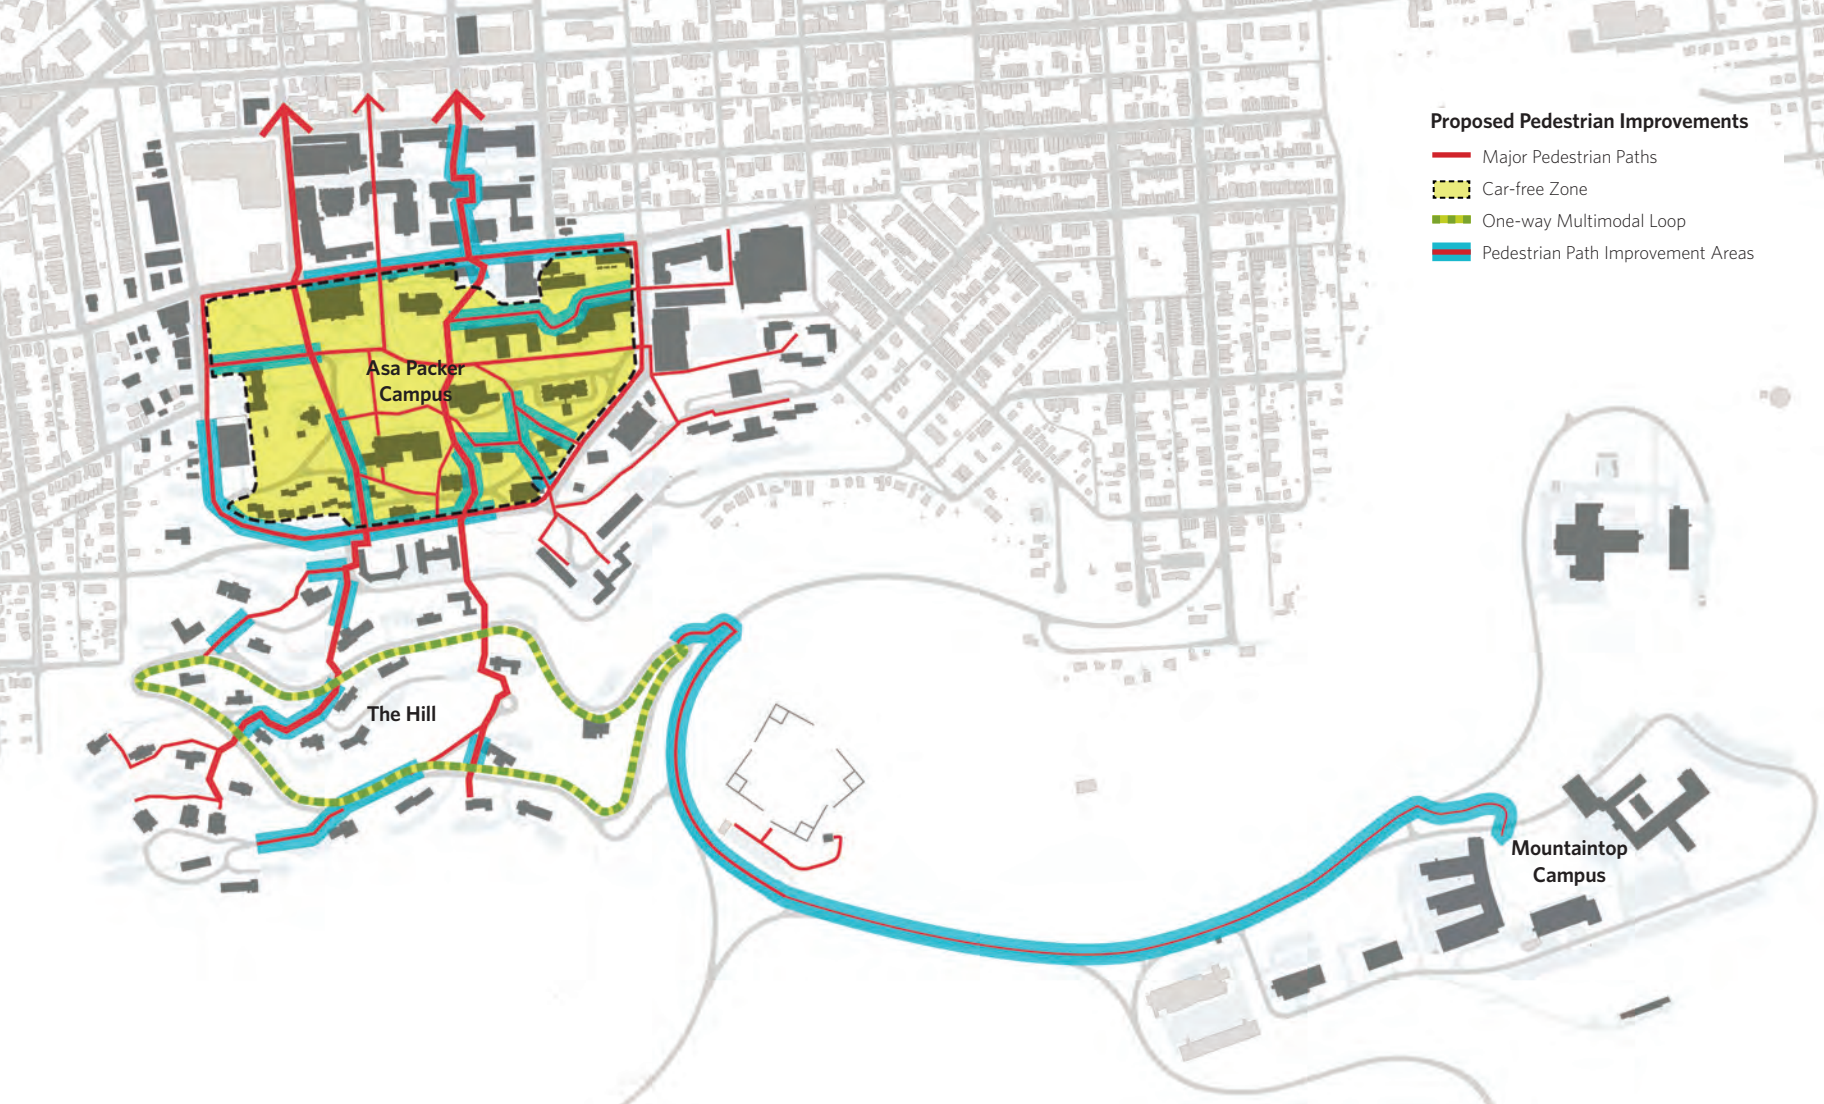 Proposed Pedestrian Improvements
Major Pedestrian Paths
Car-free Zone
One-way Multimodal Loop
Pedestrian Path Improvement Areas
Asa Packer
Campus
The Hill
Mountaintop
Campus